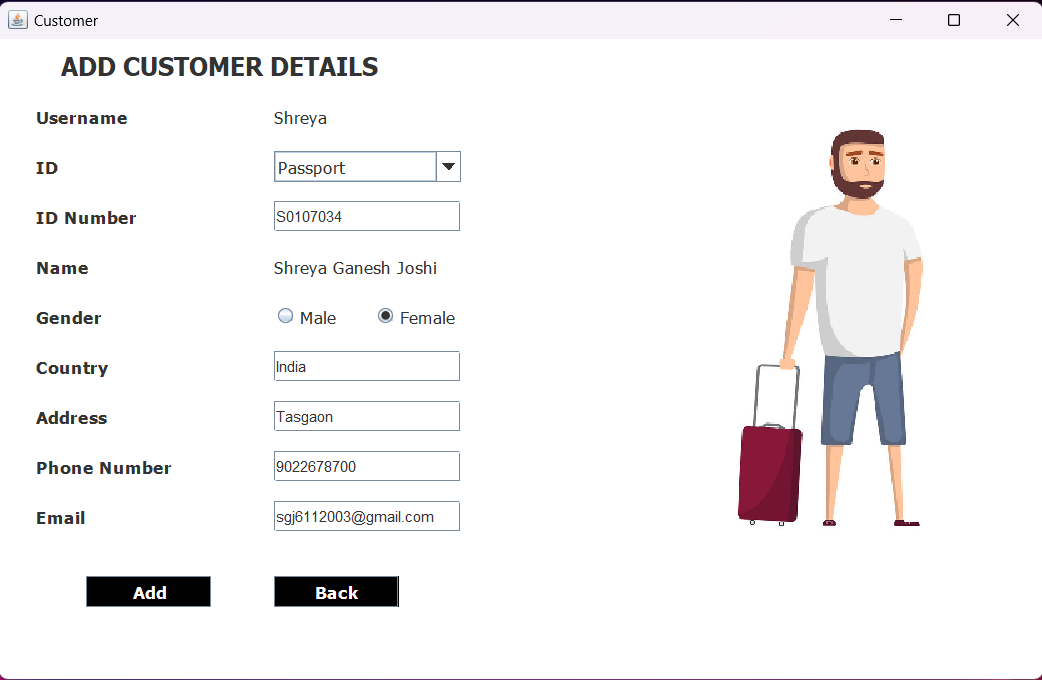 Customer
ADD CUSTOMER DETAILS
Username Shreya
ID Passport
ID Number S0107034
Name Shreya Ganesh Joshi
Gender Male Female
Country India
Address Tasgaon
Phone Number 9022678700
Email sgj6112003@gmail.com
Add Back